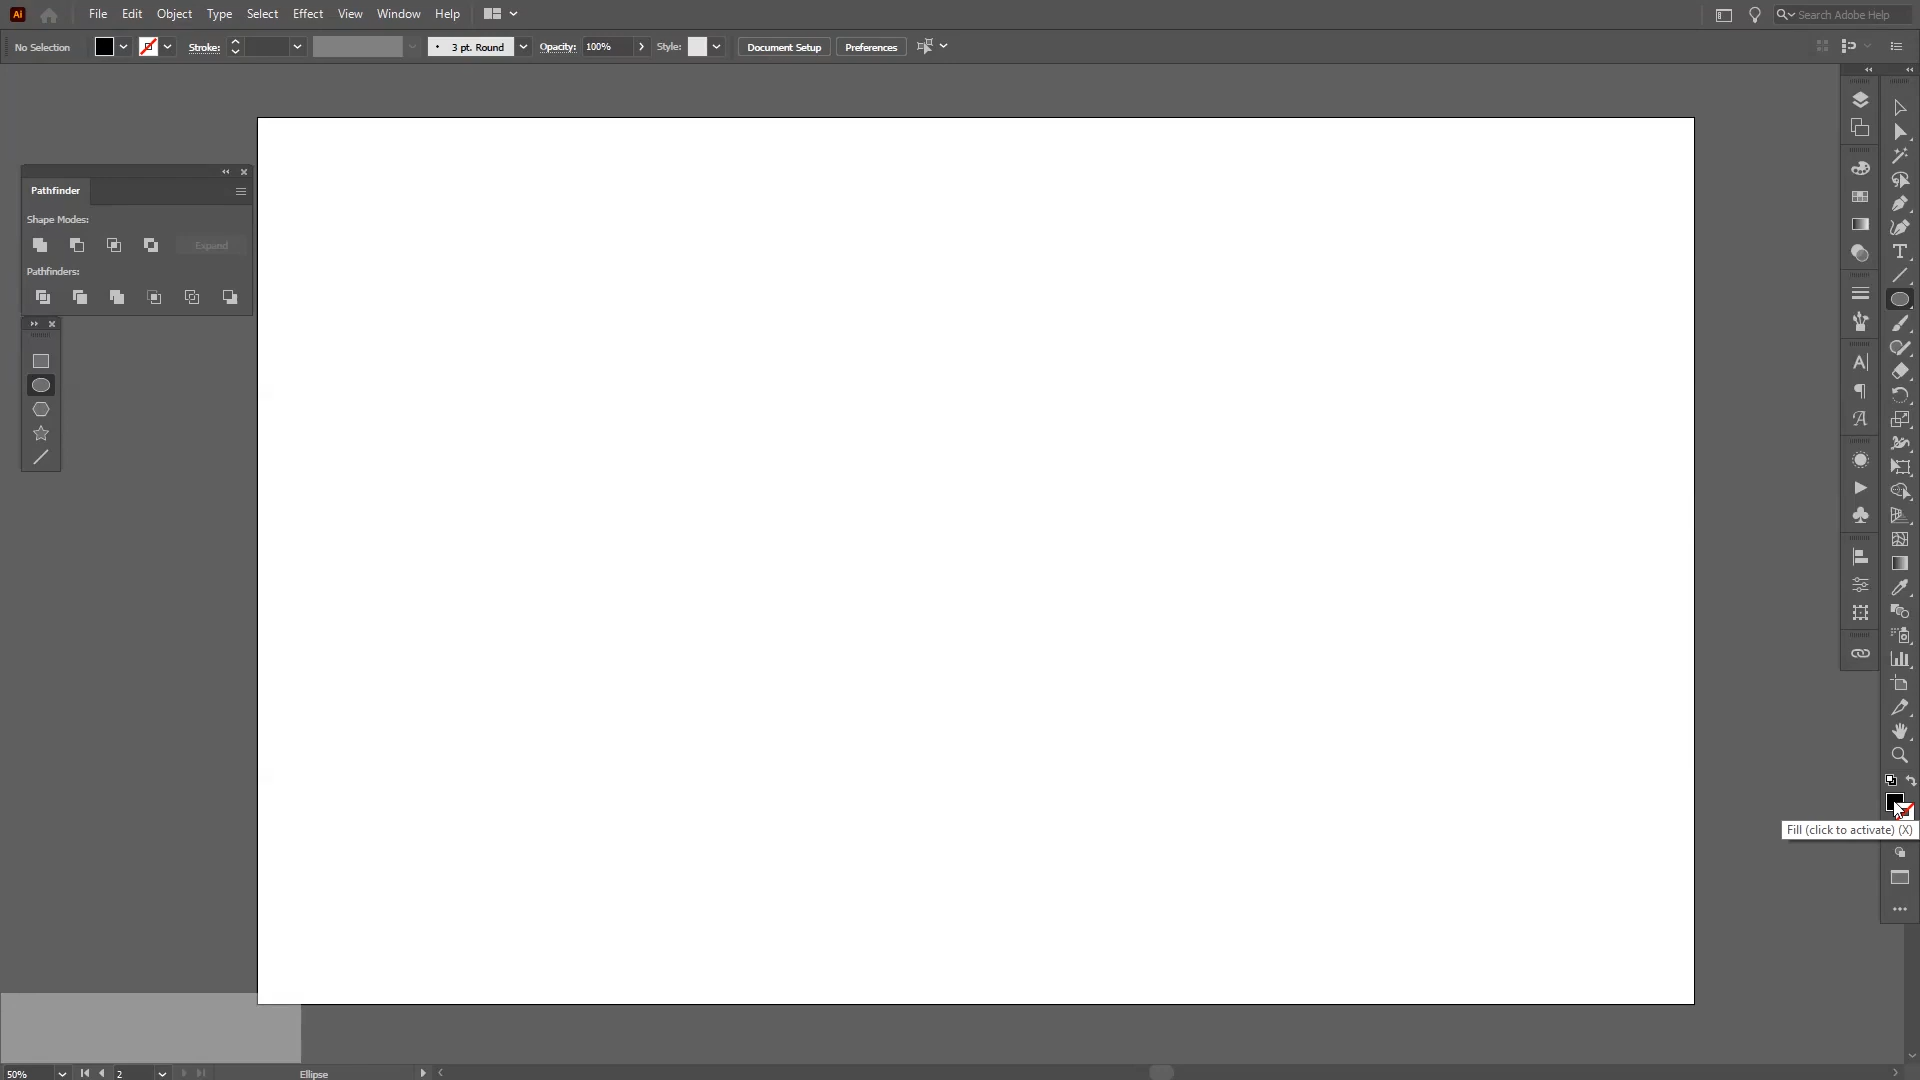 Ai File Edit Object Type Select Effect View Window Help Search Adobe Help
No Selection Stroke: 3 pt. Round Opacity: 100% Style: Document Setup Preferences
Pathfinder
Shape Modes:
Expand
Pathfinders:
Fill (click to activate) (X)
50% 2 Ellipse